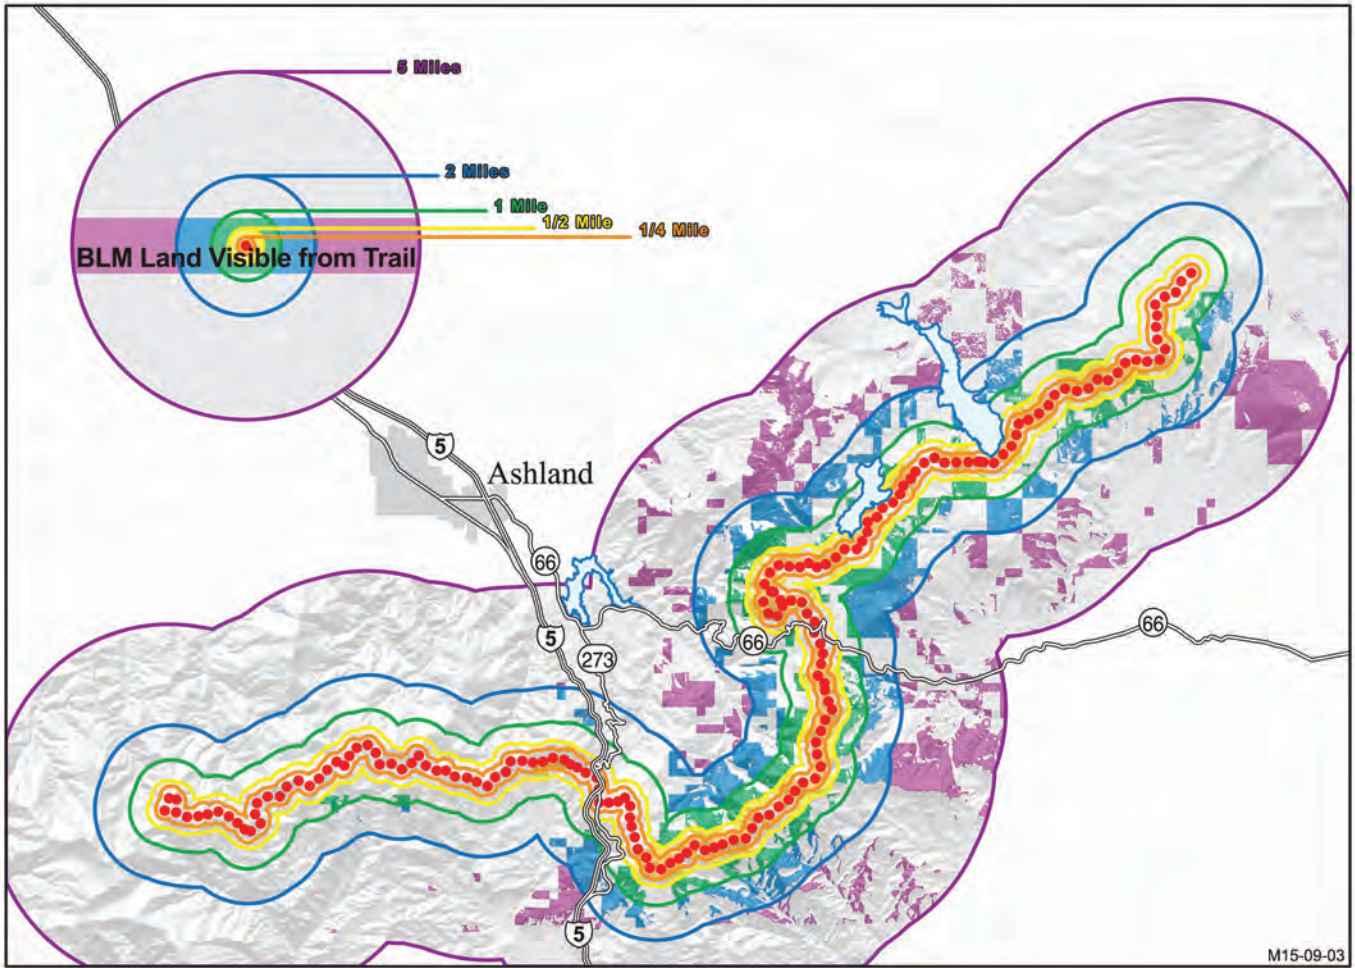 5 Miles
2 Miles
1 Mile
1/2 Mile
1/4 Mile
BLM Land Visible from Trail
5
Ashland
66
5
273
66
66
5
M15-09-03